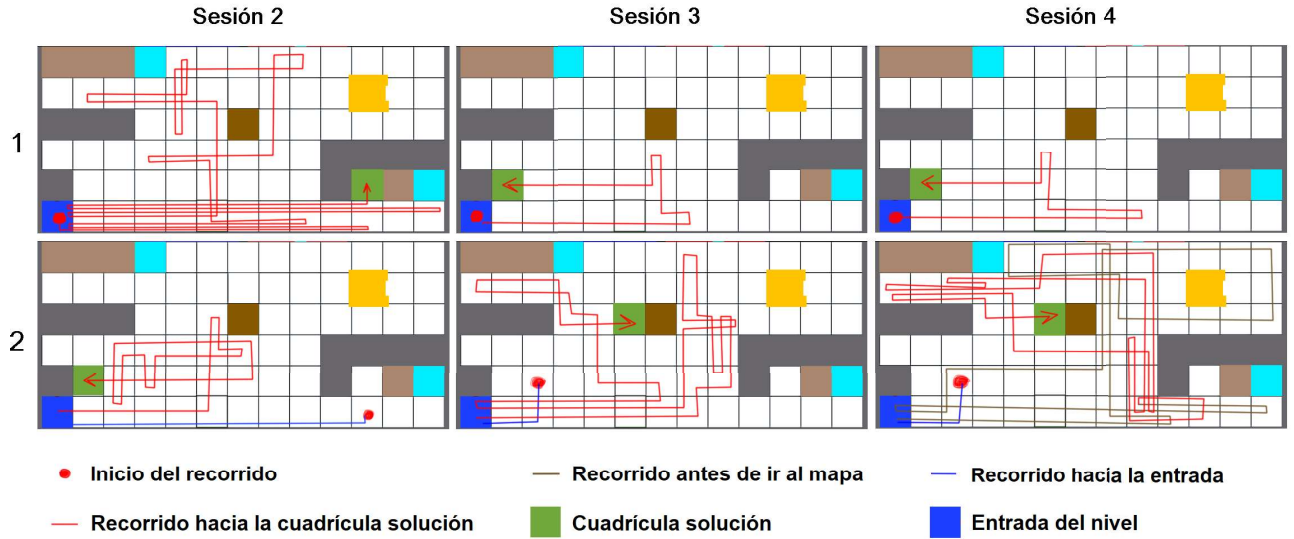 Sesión 2
Sesión 3
Sesión 4
1
2
Inicio del recorrido
Recorrido antes de ir al mapa
Recorrido hacía la entrada
Recorrido hacia la cuadrícula solución
Cuadrícula solución
Entrada del nivel